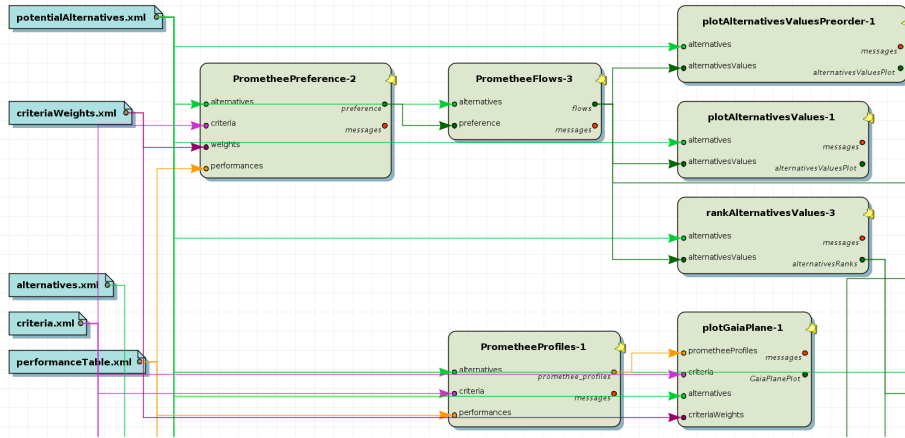 potentialAlternatives.xml
criteriaWeights.xml
alternatives.xml
criteria.xml
performanceTable.xml
PrometheePreference-2
alternatives
preference
criteria
messages
weights
performances
PrometheeFlows-3
alternatives
flows
preference
messages
plotAlternativesValuesPreorder-1
alternatives
messages
alternativesValues
alternativesValuesPlot
plotAlternativesValues-1
alternatives
messages
alternativesValues
alternativesValuesPlot
rankAlternativesValues-3
alternatives
messages
alternativesValues
alternativesRanks
PrometheeProfiles-1
alternatives
promethee_profiles
criteria
messages
performances
plotGaiaPlane-1
prometheeProfiles
messages
criteria
GaiaPlanePlot
alternatives
criteriaWeights